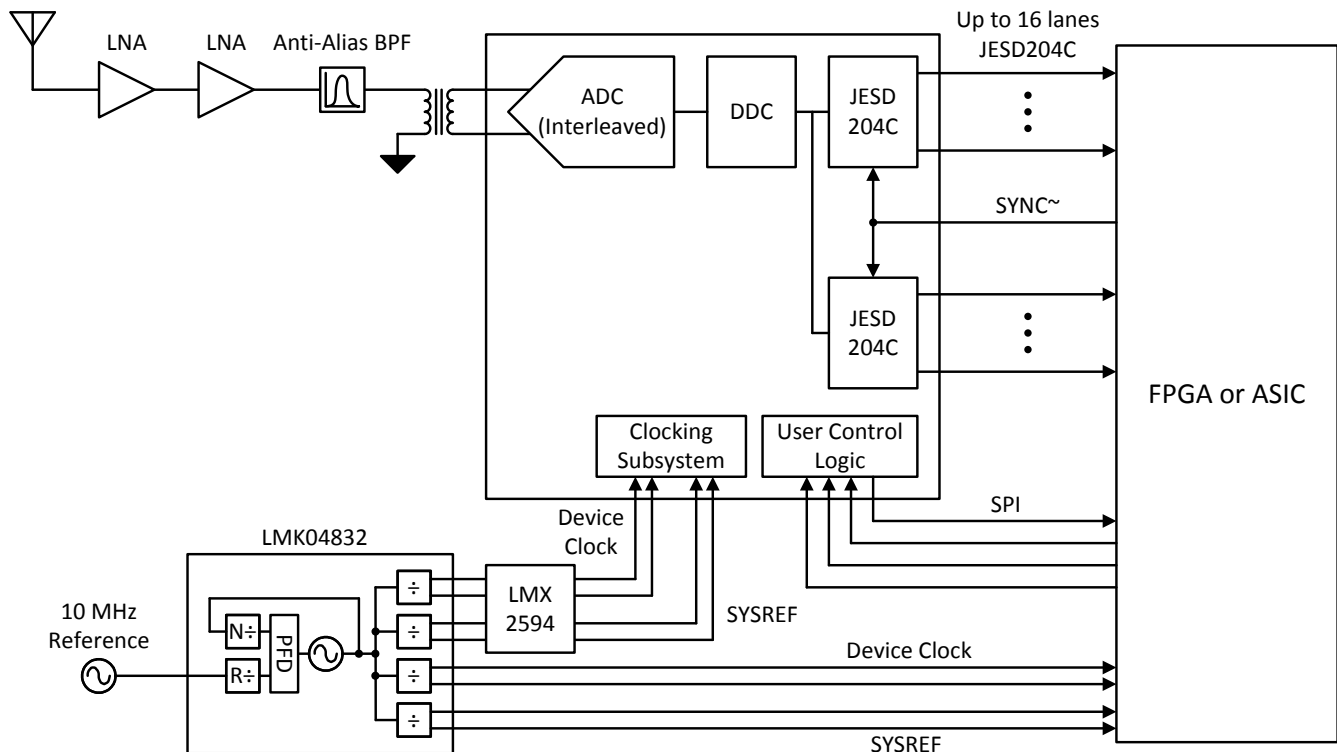 Up to 16 lanes
JESD204C
LNA
LNA
Anti-Alias BPF
ADC
(Interleaved)
DDC
JESD
204C
SYNC~
JESD
204C
FPGA or ASIC
Clocking
Subsystem
User Control
Logic
SPI
Device
Clock
LMK04832
÷
LMX
2594
SYSREF
10 MHz
Reference
N÷
PFD
÷
R÷
÷
Device Clock
÷
SYSREF